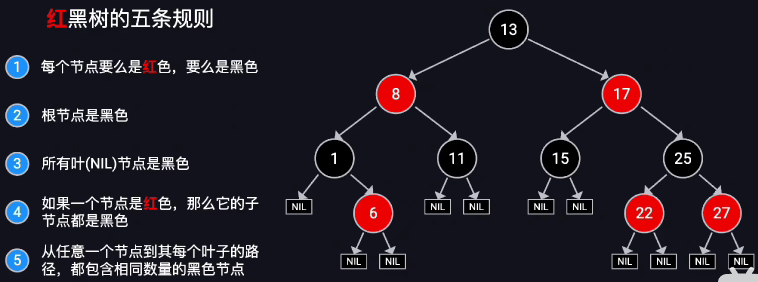 红黑树的五条规则
1 每个节点要么是红色，要么是黑色
2 根节点是黑色
3 所有叶(NIL)节点是黑色
4 如果一个节点是红色，那么它的子
节点都是黑色
5 从任意一个节点到其每个叶子的路
径，都包含相同数量的黑色节点
13
8 17
1 11 15 25
NIL 6 NIL NIL NIL NIL 22 27
NIL NIL NIL NIL NIL NIL